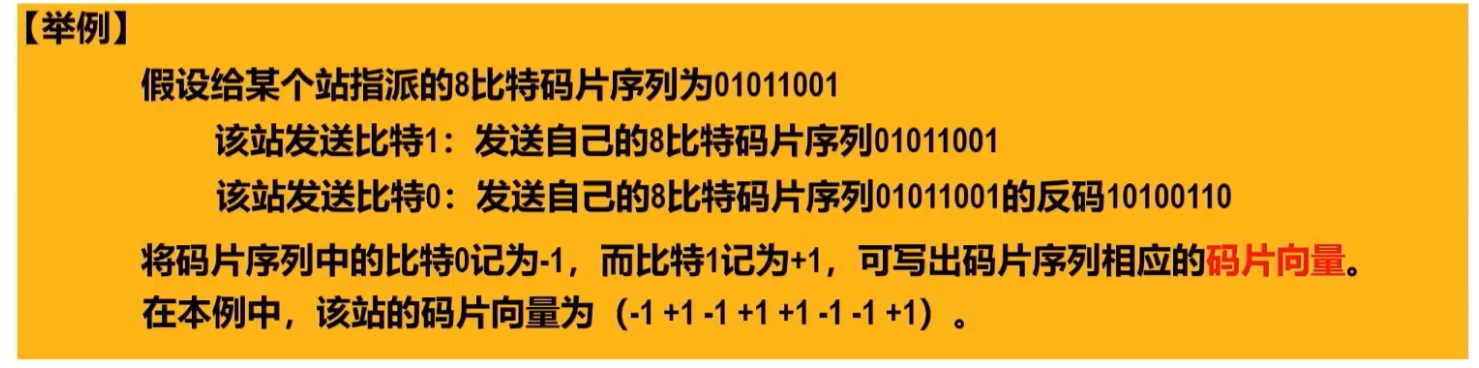 【举例】
假设给某个站指派的8比特码片序列为01011001
该站发送比特1：发送自己的8比特码片序列01011001
该站发送比特0：发送自己的8比特码片序列01011001的反码10100110
将码片序列中的比特0记为-1，而比特1记为+1，可写出码片序列相应的码片向量。
在本例中，该站的码片向量为（-1 +1 -1 +1 +1 -1 -1 +1）。